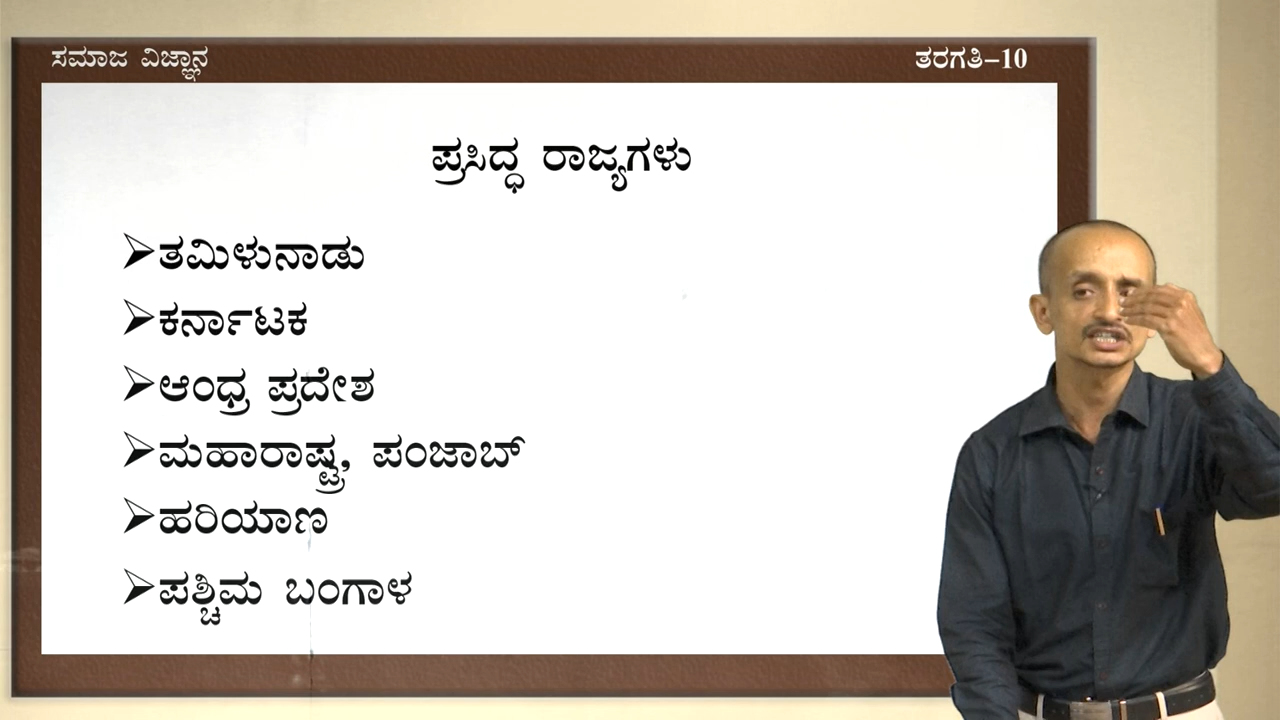 ಸಮಾಜ ವಿಜ್ಞಾನ
ತರಗತಿ-10
ಪ್ರಸಿದ್ಧ ರಾಜ್ಯಗಳು
➢ತಮಿಳುನಾಡು
➢ಕರ್ನಾಟಕ
➢ಆಂಧ್ರ ಪ್ರದೇಶ
➢ಮಹಾರಾಷ್ಟ್ರ, ಪಂಜಾಬ್
➢ಹರಿಯಾಣ
➢ಪಶ್ಚಿಮ ಬಂಗಾಳ